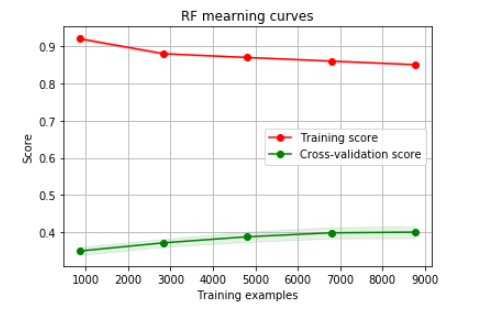 RF mearning curves
0.9
0.8
0.7
0.6
0.5
0.4
Score
Training score
Cross-validation score
1000 2000 3000 4000 5000 6000 7000 8000 9000
Training examples